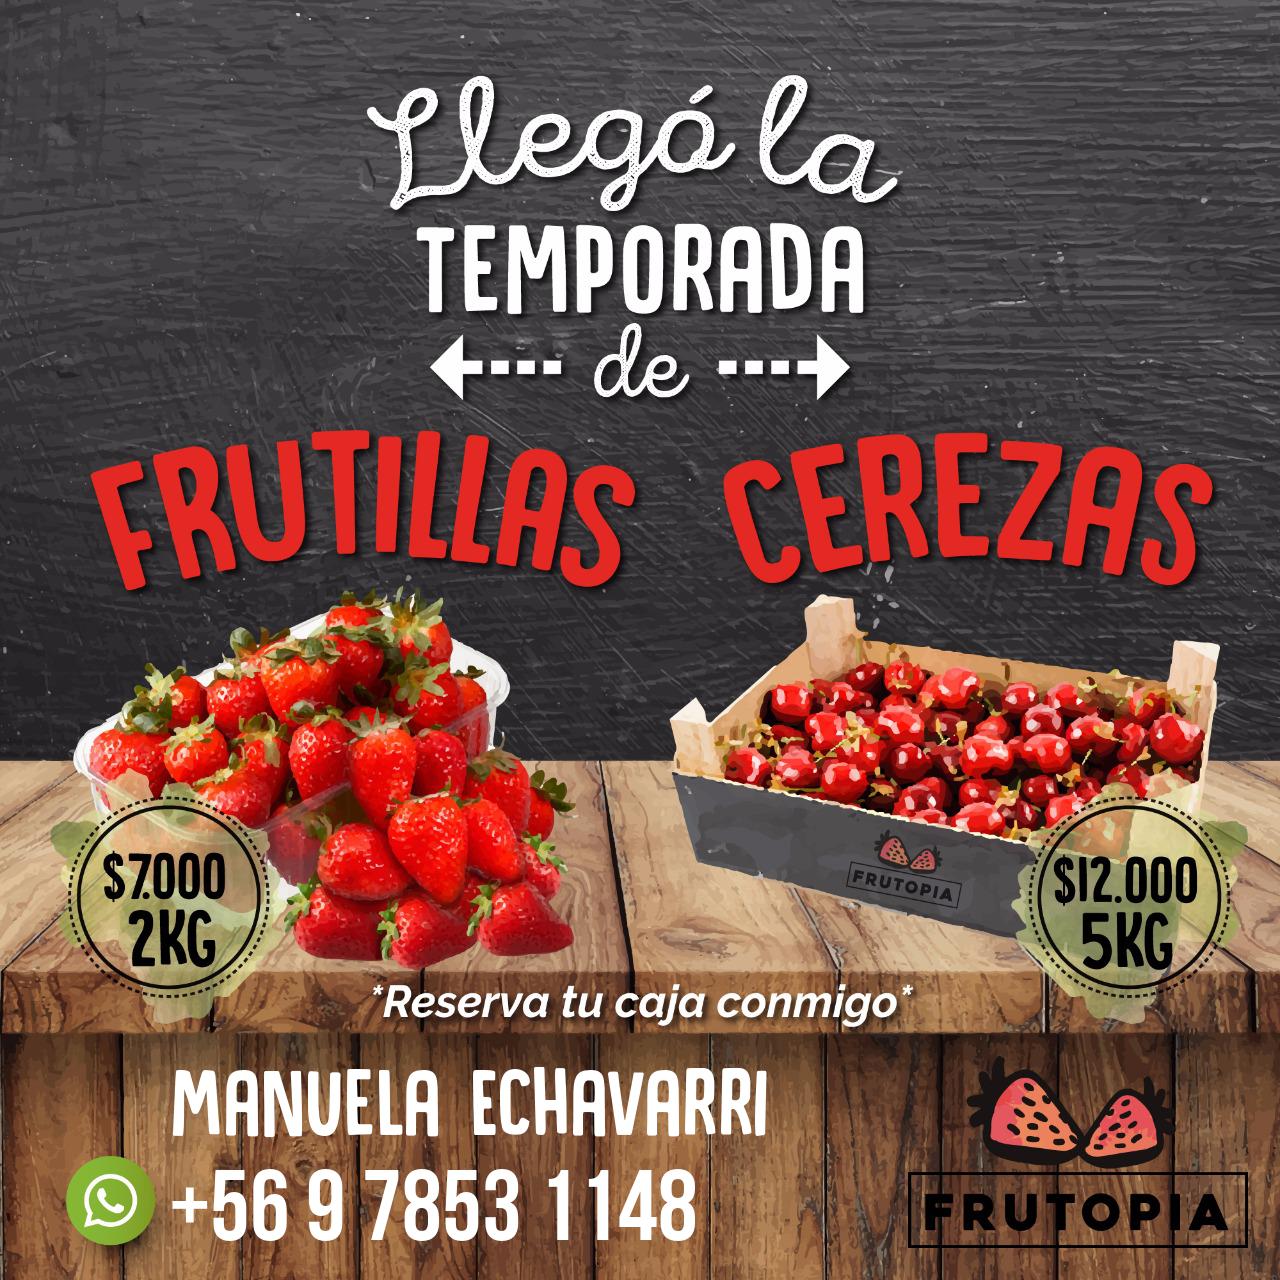 Llegó la
TEMPORADA
de
FRUTILLAS CEREZAS
FRUTOPIA
$7.000
2KG
$12.000
5KG
*Reserva tu caja conmigo*
MANUELA ECHAVARRI
+56 9 7853 1148
FRUTOPIA